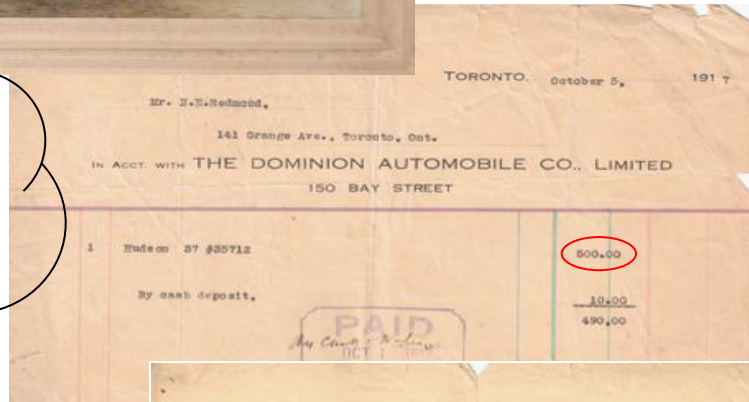 TORONTO, October 5, 1917
Mr. Redmond,
141 Grange Ave., Toronto, Ont.
IN ACCT. WITH THE DOMINION AUTOMOBILE CO., LIMITED
150 BAY STREET
1 Hudson 37 #35712 500.00
By cash deposit. 10.00
490.00
PAID
OCT